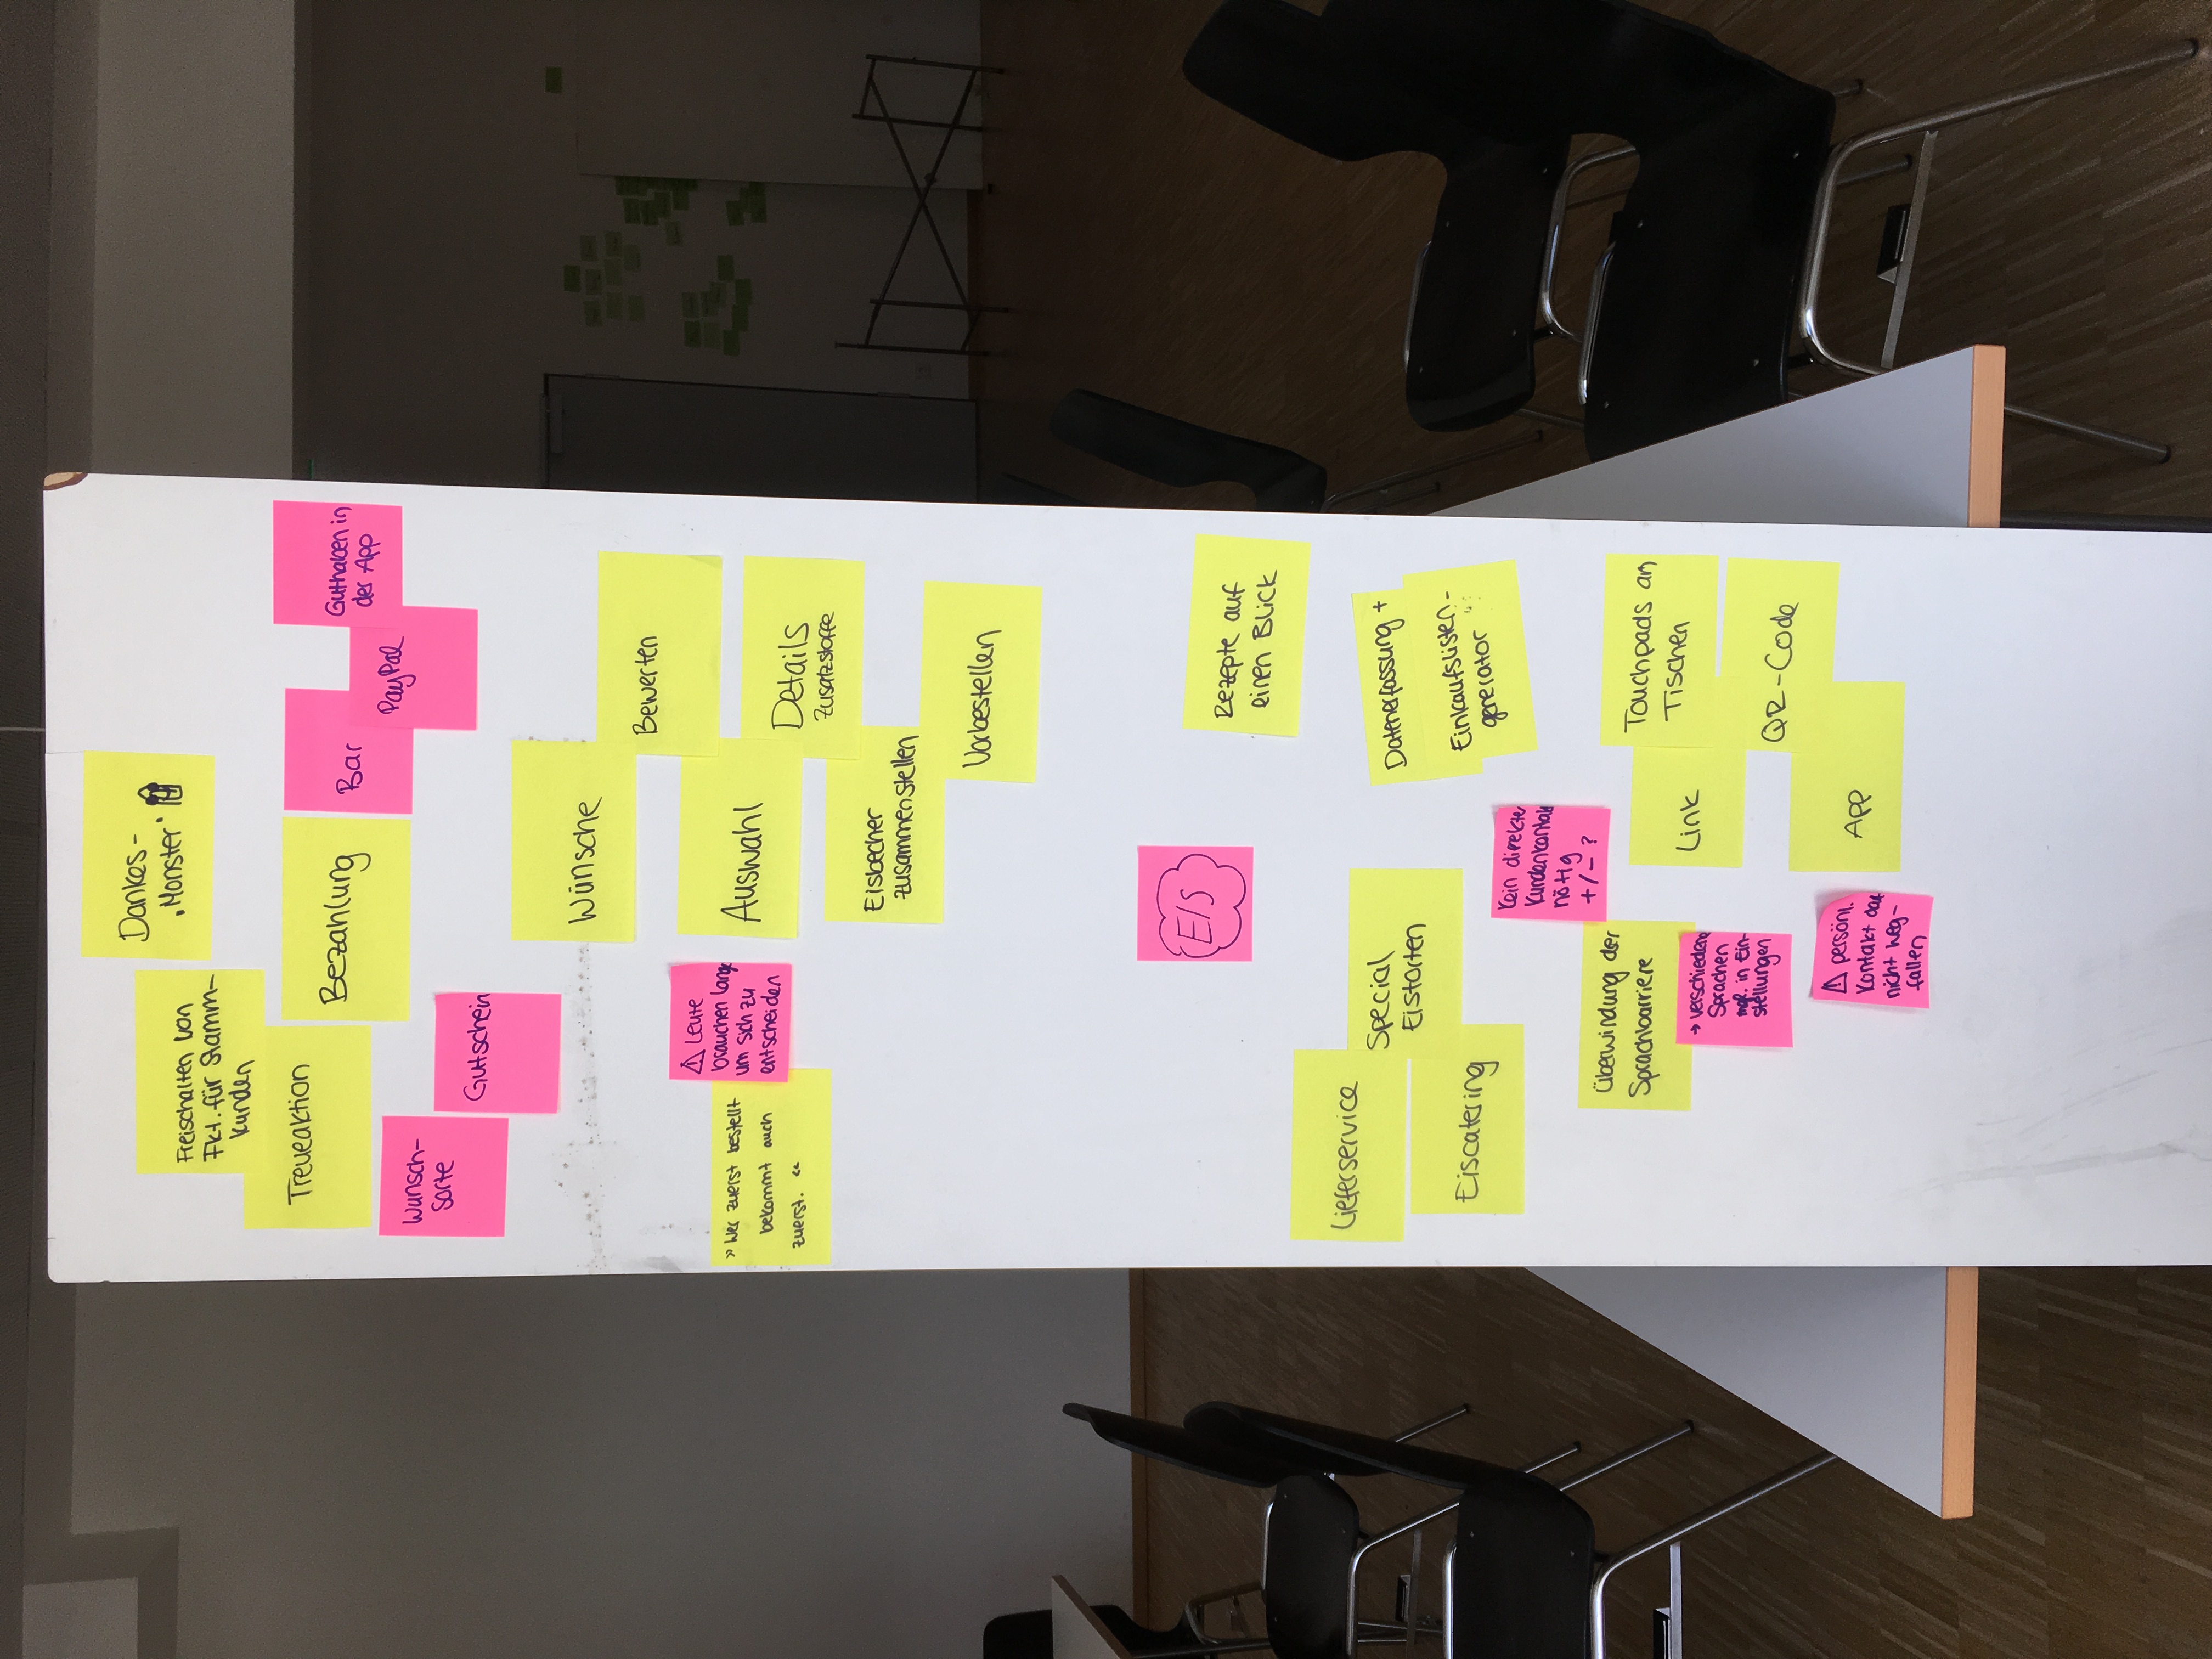 Dankes-
"Monster"
Freischalten von
Fkt. für Stamm-
kunden
Treueaktion
Bezahlung
Bar
PayPal
Guthaben in
der App
Wunsch-
sorte
Gutschein
Wünsche
Bewerten
» Wer zuerst bestellt
bekommt auch
zuerst. «
⚠ Leute
brauchen lange
um sich zu
entscheiden
Auswahl
Details
Zusatzstoffe
Eisbecher
zusammenstellen
Vorbestellen
EIS
Rezepte auf
einen Blick
Lieferservice
Special
Eistorten
Eiscatering
Datenerfassung +
Einkaufslisten-
generator
Kein direkter
Kundenkontakt
nötig
+/- ?
Überwindung der
Sprachbarriere
→ verschiedene
Sprachen
mgl. in Ein-
stellungen
Link
Touchpads an
Tischen
QR-Code
App
⚠ persönl.
Kontakt darf
nicht weg-
fallen